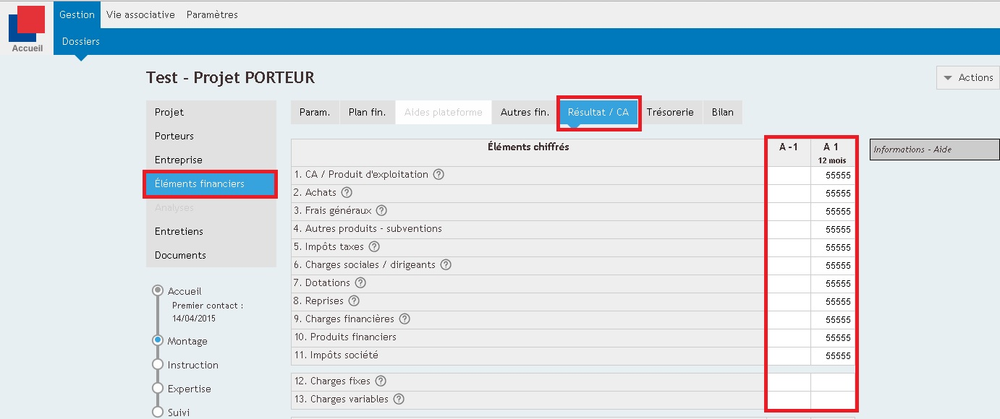 Gestion Vie associative Paramètres
Accueil
Dossiers
Test - Projet PORTEUR
Actions
Projet
Porteurs
Entreprise
Éléments financiers
Analyses
Entretiens
Documents
Accueil
Premier contact :
14/04/2015
Montage
Instruction
Expertise
Suivi
Param. Plan fin. Aides plateforme Autres fin. Résultat / CA Trésorerie Bilan
Éléments chiffrés A -1 A 1
12 mois
1. CA / Produit d'exploitation ? 55555
2. Achats ? 55555
3. Frais généraux ? 55555
4. Autres produits - subventions 55555
5. Impôts taxes ? 55555
6. Charges sociales / dirigeants ? 55555
7. Dotations ? 55555
8. Reprises ? 55555
9. Charges financières ? 55555
10. Produits financiers 55555
11. Impôts société 55555
12. Charges fixes ?
13. Charges variables ?
Informations - Aide